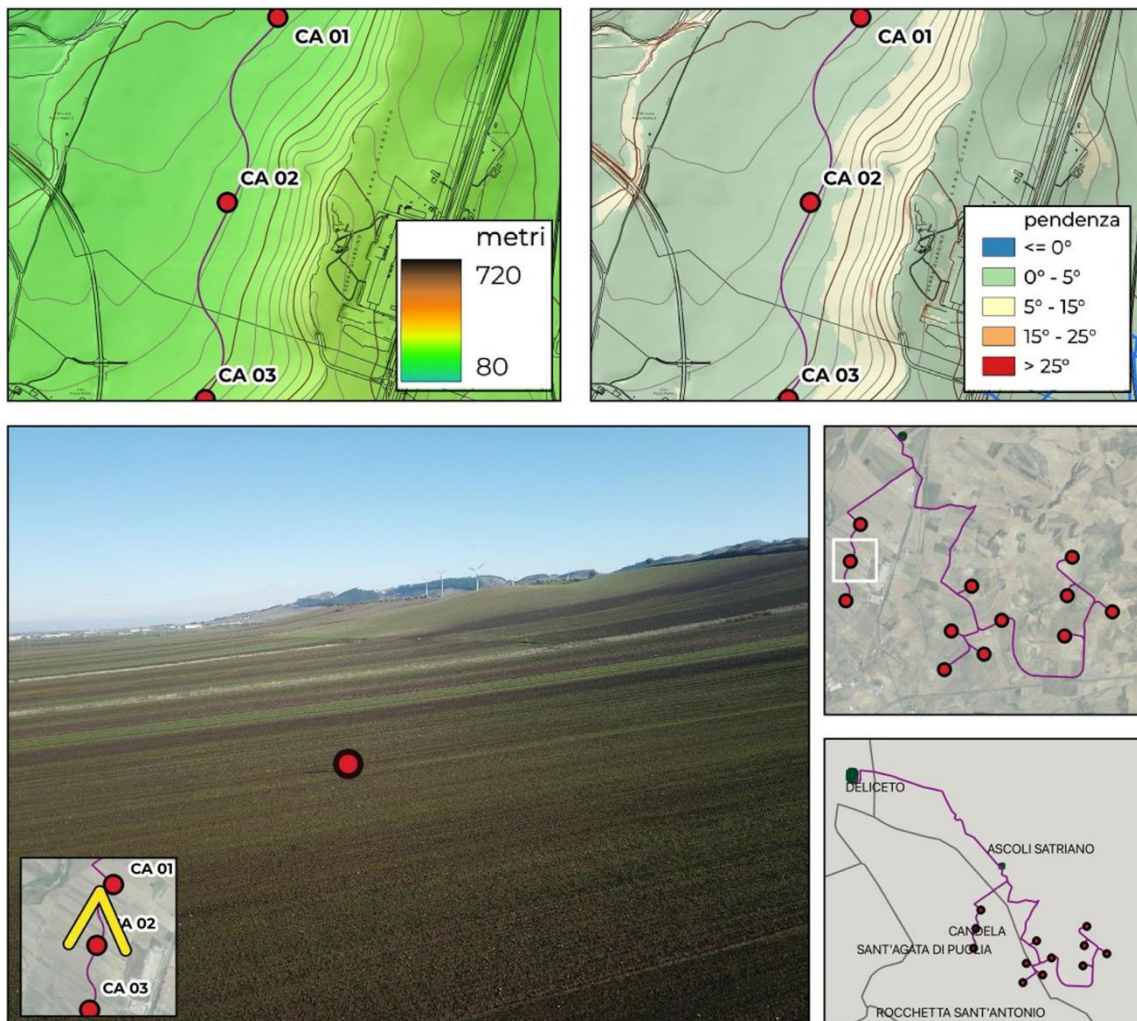 CA 01
CA 02
CA 03
metri
720
80
CA 01
CA 02
CA 03
pendenza
<= 0°
0° - 5°
5° - 15°
15° - 25°
> 25°
CA 01
CA 02
CA 03
DELICETO
ASCOLI SATRIANO
CANDELA
SANT'AGATA DI PUGLIA
ROCCHETTA SANT'ANTONIO